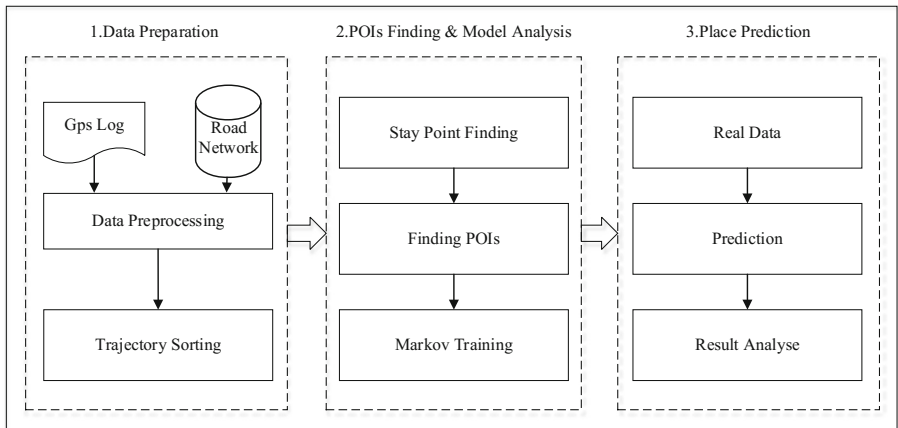 1.Data Preparation
Gps Log
Road
Network
Data Preprocessing
Trajectory Sorting
2.POIs Finding & Model Analysis
Stay Point Finding
Finding POIs
Markov Training
3.Place Prediction
Real Data
Prediction
Result Analyse